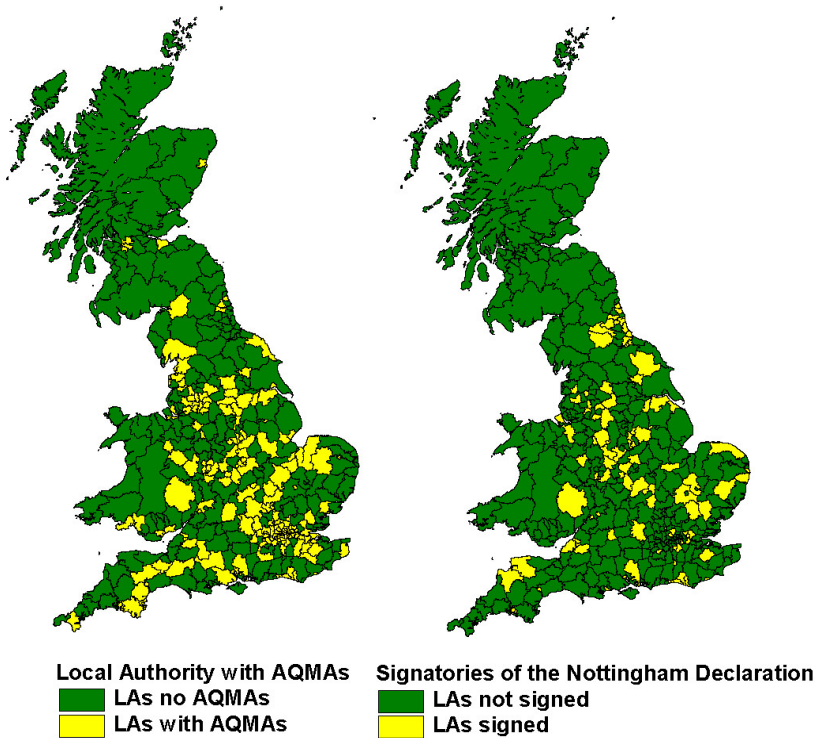 Local Authority with AQMAs
LAs no AQMAs
LAs with AQMAs
Signatories of the Nottingham Declaration
LAs not signed
LAs signed